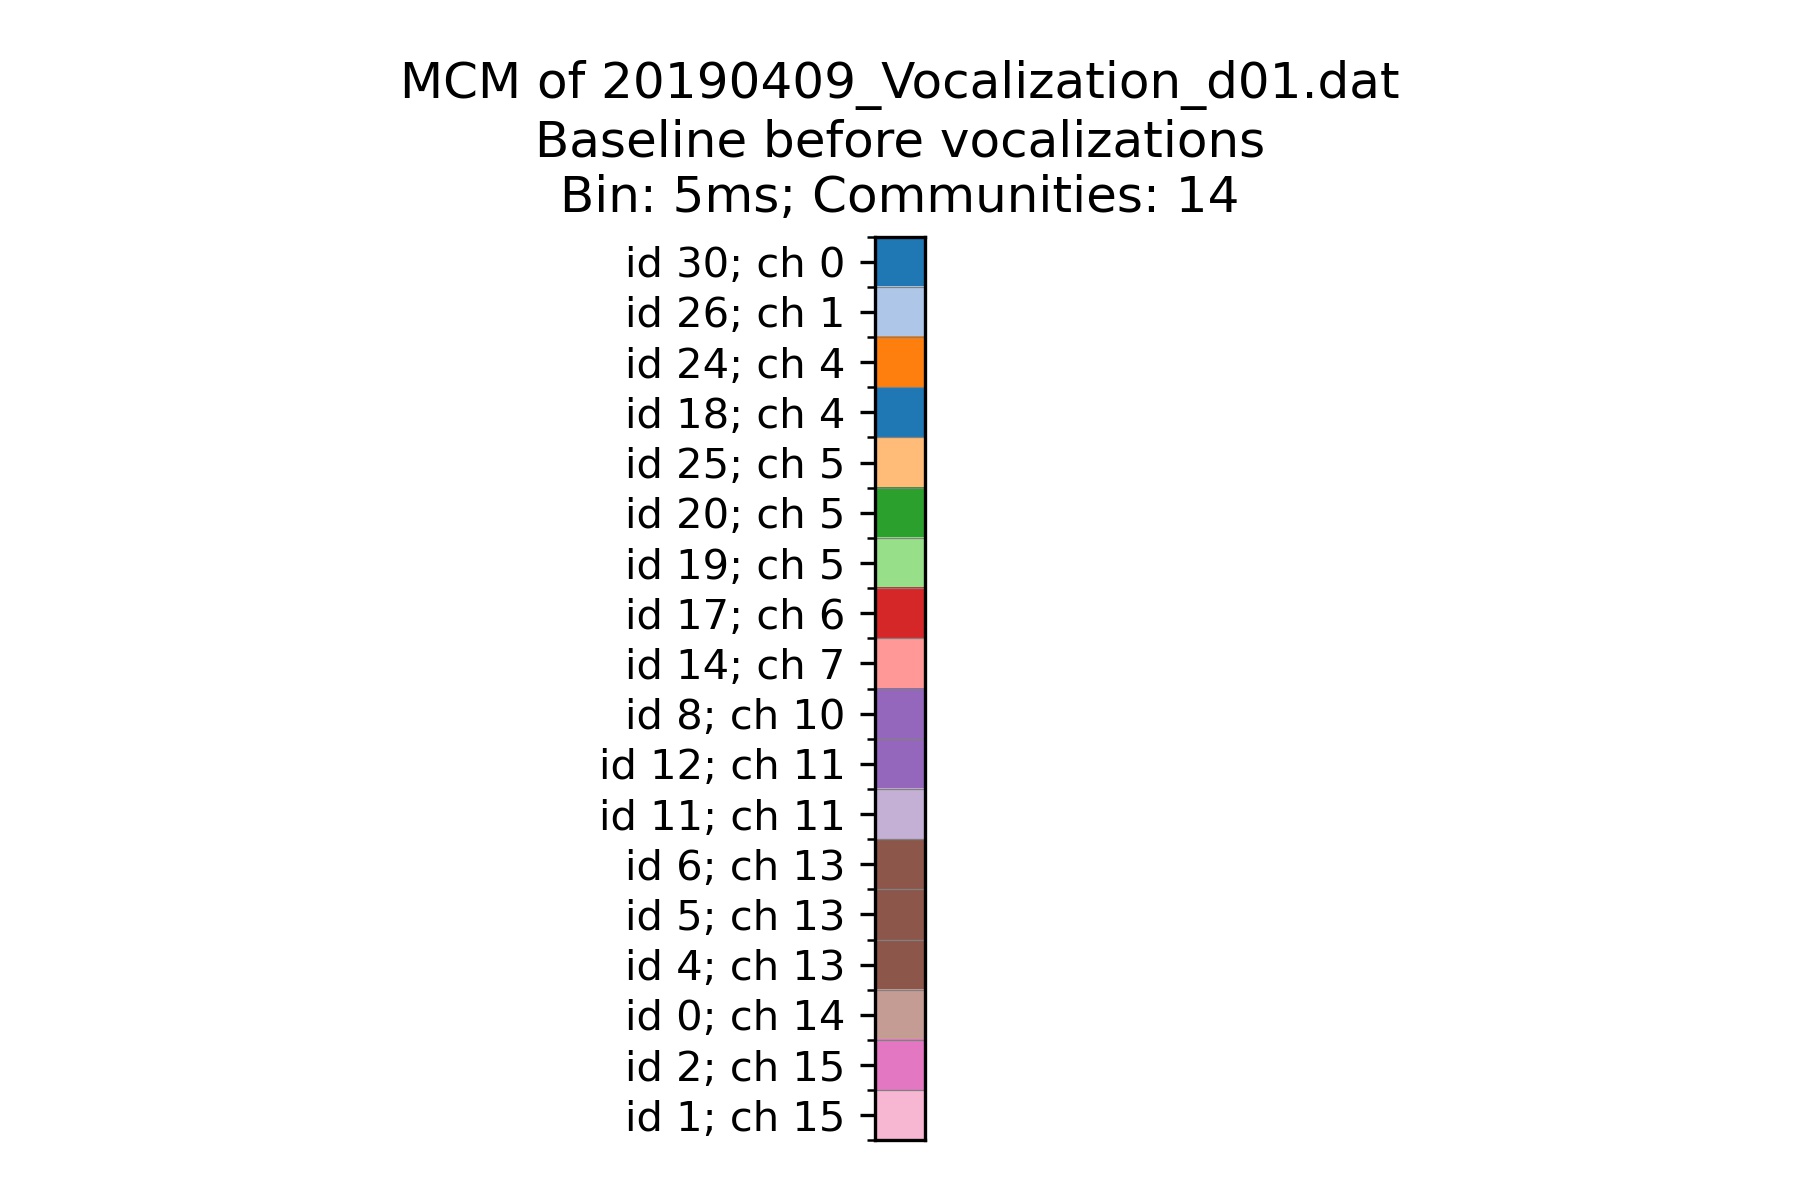 MCM of 20190409_Vocalization_d01.dat
Baseline before vocalizations
Bin: 5ms; Communities: 14
id 30; ch 0
id 26; ch 1
id 24; ch 4
id 18; ch 4
id 25; ch 5
id 20; ch 5
id 19; ch 5
id 17; ch 6
id 14; ch 7
id 8; ch 10
id 12; ch 11
id 11; ch 11
id 6; ch 13
id 5; ch 13
id 4; ch 13
id 0; ch 14
id 2; ch 15
id 1; ch 15